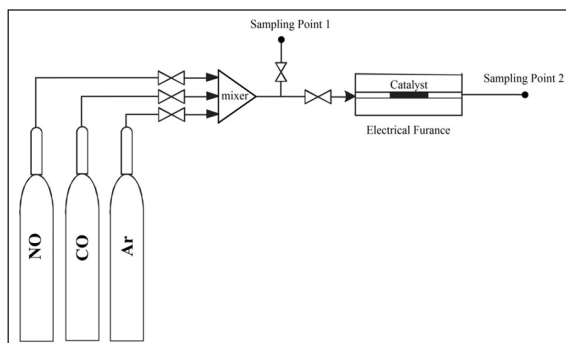 Sampling Point 1
mixer
Catalyst
Sampling Point 2
Electrical Furance
NO
CO
Ar